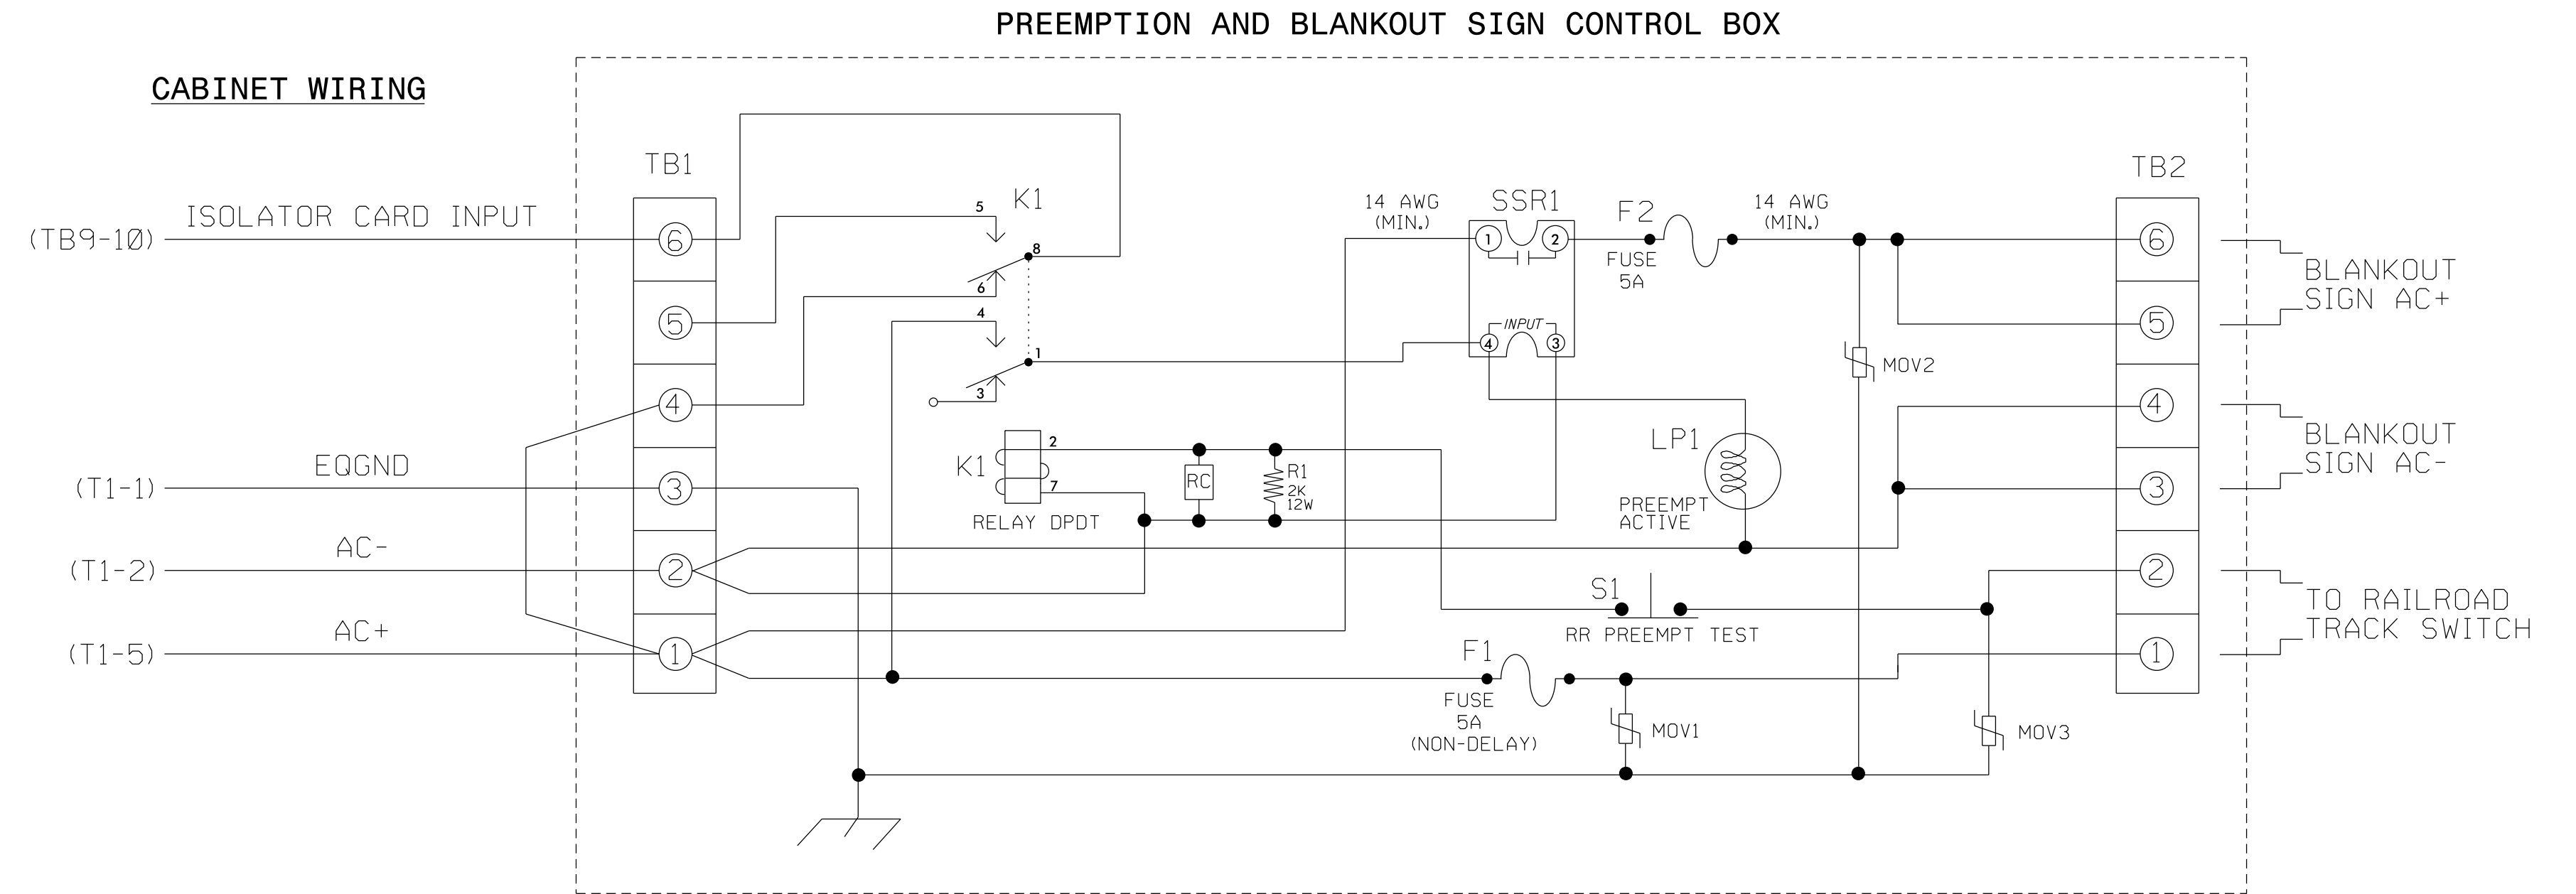 PREEMPTION AND BLANKOUT SIGN CONTROL BOX
CABINET WIRING
TB1
6
5
4
3
2
1
(TB9-10)
ISOLATOR CARD INPUT
(T1-1)
EQGND
(T1-2)
AC-
(T1-5)
AC+
K1
5
8
6
4
1
3
K1
2
7
RELAY DPDT
RC
R1
2K
12W
14 AWG
(MIN.)
SSR1
1
2
INPUT
4
3
F2
FUSE
5A
14 AWG
(MIN.)
MOV2
LP1
PREEMPT
ACTIVE
S1
RR PREEMPT TEST
F1
FUSE
5A
(NON-DELAY)
MOV1
MOV3
TB2
6
5
4
3
2
1
BLANKOUT
SIGN AC+
BLANKOUT
SIGN AC-
TO RAILROAD
TRACK SWITCH